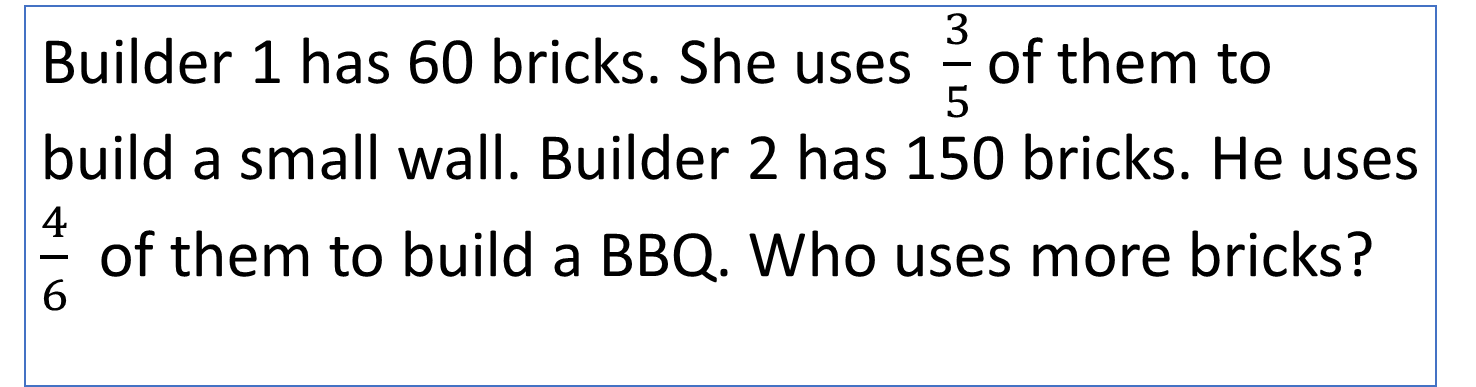 Builder 1 has 60 bricks. She uses 3/5 of them to
build a small wall. Builder 2 has 150 bricks. He uses
4/6 of them to build a BBQ. Who uses more bricks?